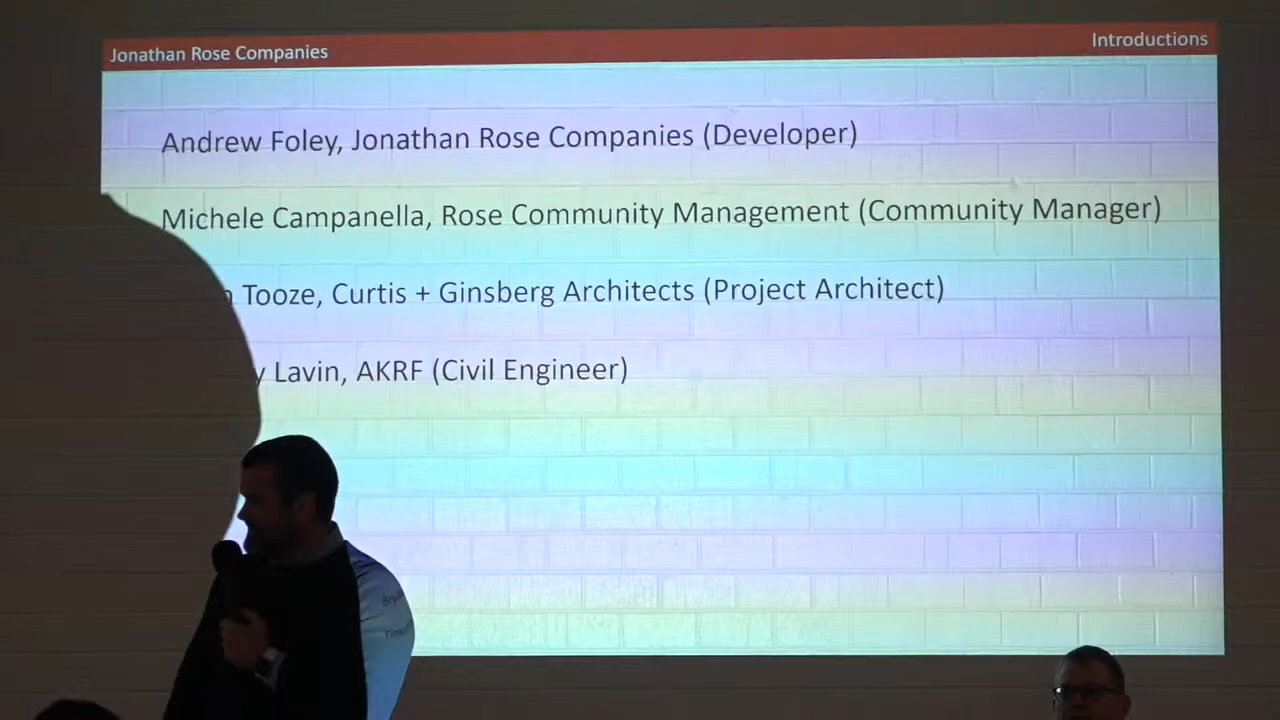 Jonathan Rose Companies
Introductions
Andrew Foley, Jonathan Rose Companies (Developer)
Michele Campanella, Rose Community Management (Community Manager)
Tooze, Curtis + Ginsberg Architects (Project Architect)
Lavin, AKRF (Civil Engineer)